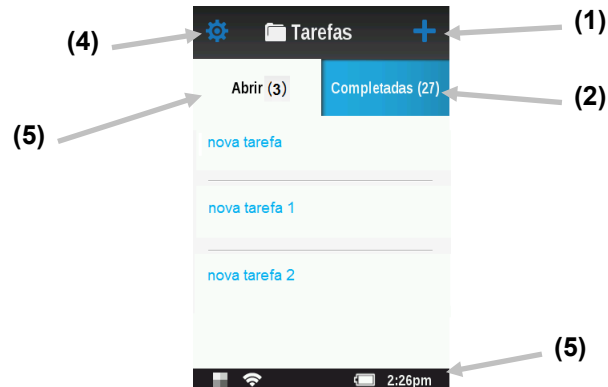 (4)
Tarefas
(1)
Abrir (3)
Completadas (27)
(2)
(5)
nova tarefa
nova tarefa 1
nova tarefa 2
(5)
2:26pm